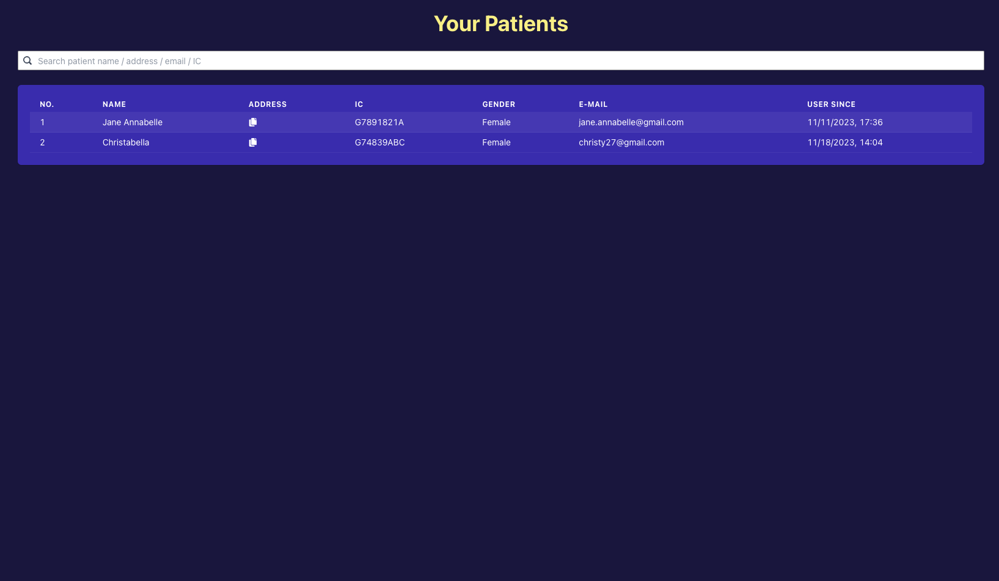 Your Patients
Search patient name / address / email / IC
NO. NAME ADDRESS IC GENDER E-MAIL USER SINCE
1 Jane Annabelle G7891821A Female jane.annabelle@gmail.com 11/11/2023, 17:36
2 Christabella G74839ABC Female christy27@gmail.com 11/18/2023, 14:04